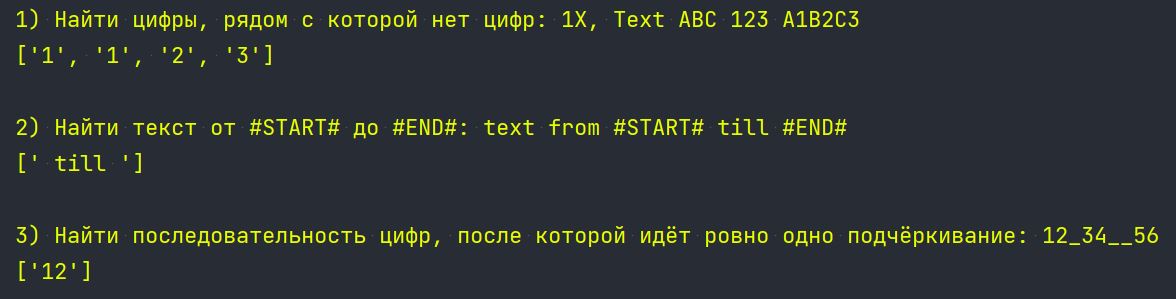 1) Найти цифры, рядом с которой нет цифр: 1X, Text ABC 123 A1B2C3
['1', '1', '2', '3']
2) Найти текст от #START# до #END#: text from #START# till #END#
[' till ']
3) Найти последовательность цифр, после которой идёт ровно одно подчёркивание: 12_34__56
['12']